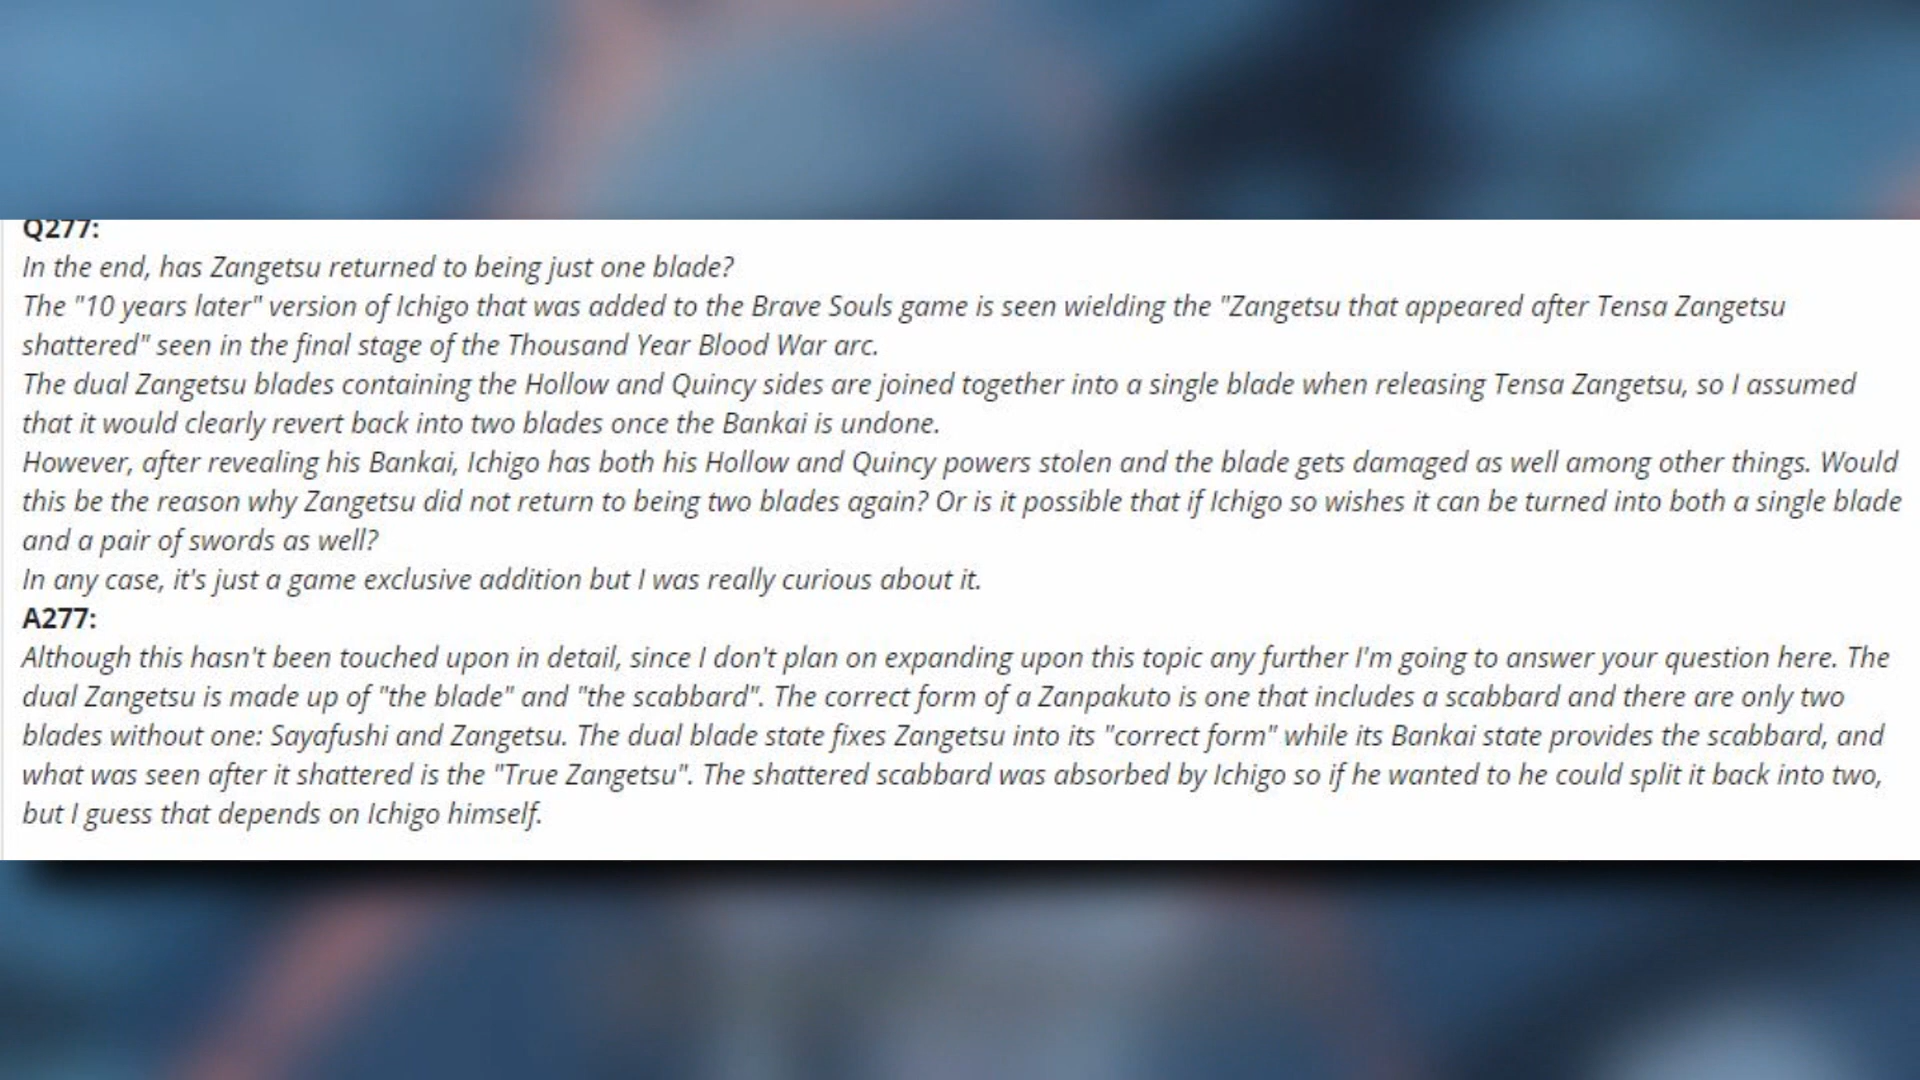 Q277:
In the end, has Zangetsu returned to being just one blade?
The "10 years later" version of Ichigo that was added to the Brave Souls game is seen wielding the "Zangetsu that appeared after Tensa Zangetsu
shattered" seen in the final stage of the Thousand Year Blood War arc.
The dual Zangetsu blades containing the Hollow and Quincy sides are joined together into a single blade when releasing Tensa Zangetsu, so I assumed
that it would clearly revert back into two blades once the Bankai is undone.
However, after revealing his Bankai, Ichigo has both his Hollow and Quincy powers stolen and the blade gets damaged as well among other things. Would
this be the reason why Zangetsu did not return to being two blades again? Or is it possible that if Ichigo so wishes it can be turned into both a single blade
and a pair of swords as well?
In any case, it's just a game exclusive addition but I was really curious about it.
A277:
Although this hasn't been touched upon in detail, since I don't plan on expanding upon this topic any further I'm going to answer your question here. The
dual Zangetsu is made up of "the blade" and "the scabbard". The correct form of a Zanpakuto is one that includes a scabbard and there are only two
blades without one: Sayafushi and Zangetsu. The dual blade state fixes Zangetsu into its "correct form" while its Bankai state provides the scabbard, and
what was seen after it shattered is the "True Zangetsu". The shattered scabbard was absorbed by Ichigo so if he wanted to he could split it back into two,
but I guess that depends on Ichigo himself.